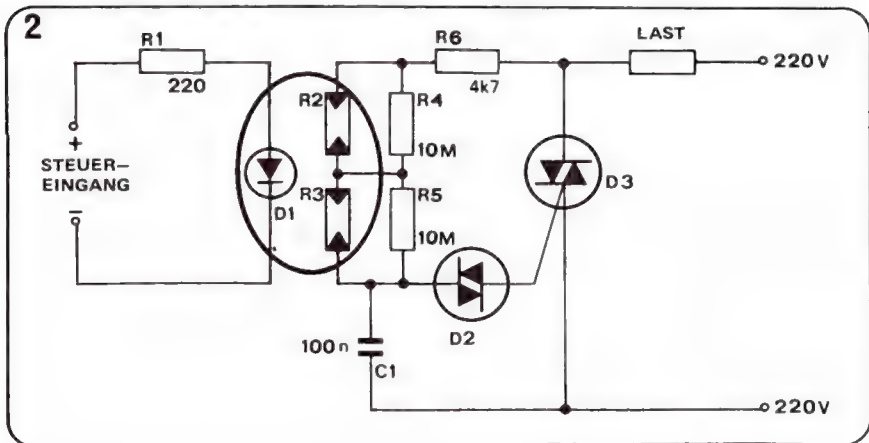 2
R1
220
STEUER-
EINGANG
+
-
D1
R2
R3
R4
10M
R5
10M
R6
4k7
LAST
220V
D3
D2
100n
C1
220V